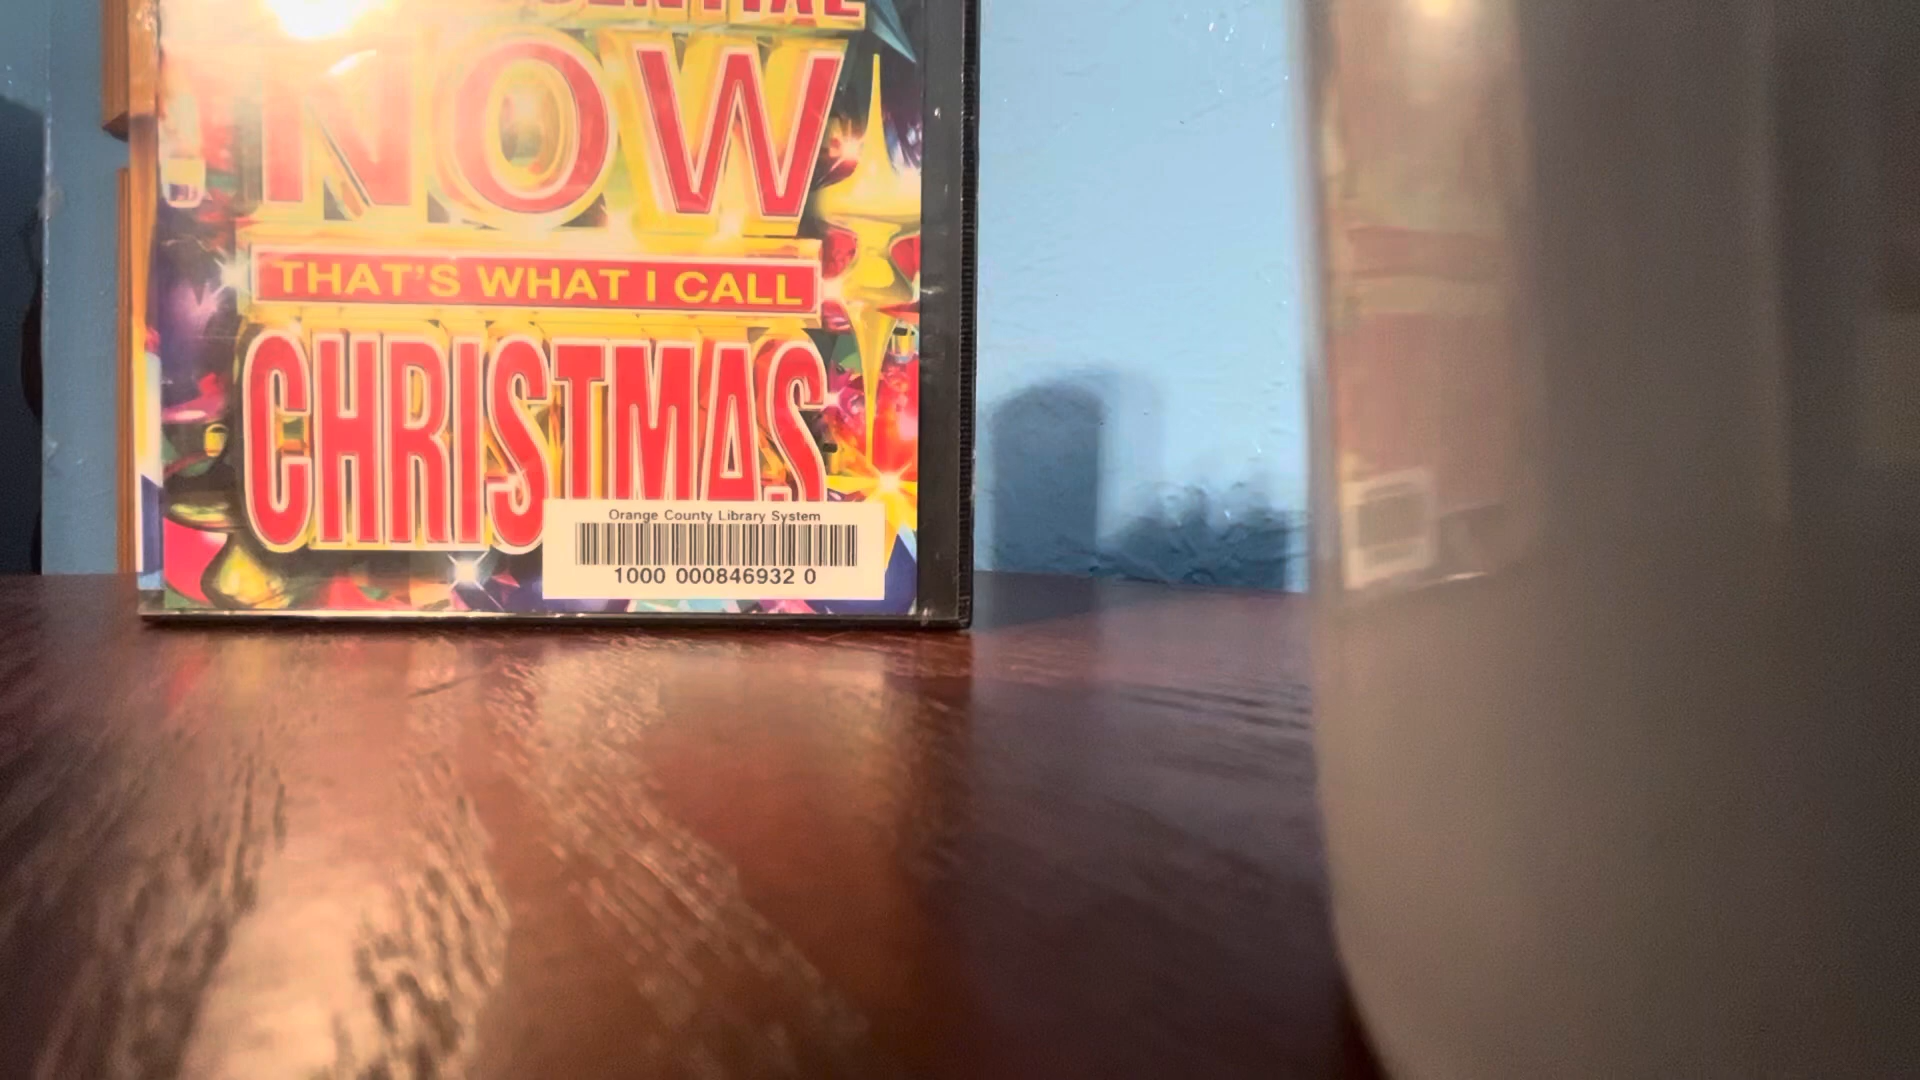 NOW
THAT'S WHAT I CALL
CHRISTMAS
Orange County Library System
1000 000846932 0